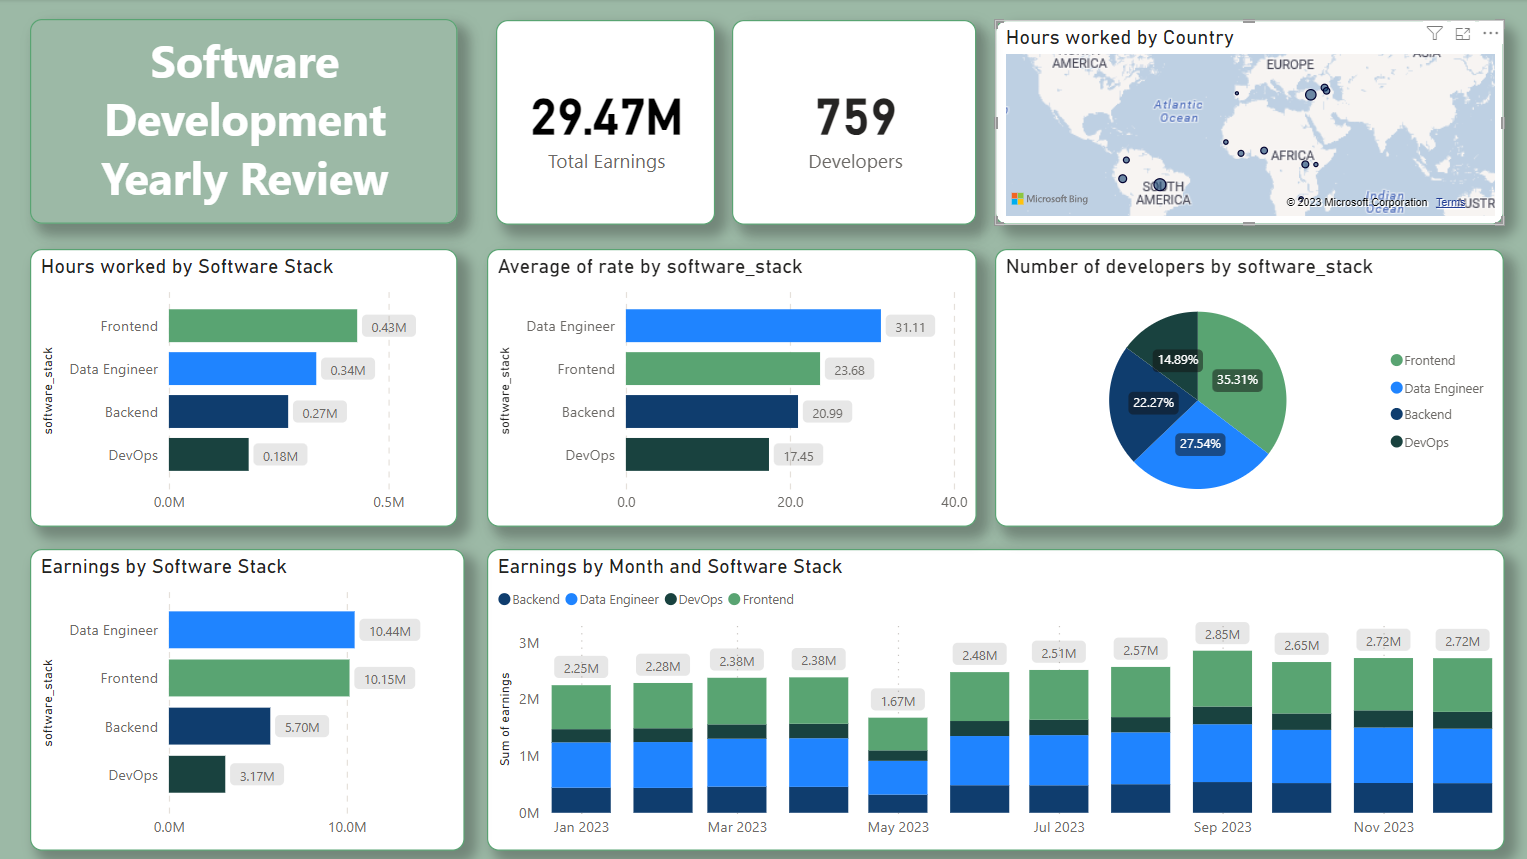 Software
Development
Yearly Review
29.47M
Total Earnings
759
Developers
Hours worked by Country
AMERICA
EUROPE
ASIA
Atlantic
Ocean
AFRICA
SOUTH
AMERICA
Indian
Ocean
Microsoft Bing
© 2023 Microsoft Corporation Terms
Hours worked by Software Stack
software_stack
Frontend 0.43M
Data Engineer 0.34M
Backend 0.27M
DevOps 0.18M
0.0M 0.5M
Average of rate by software_stack
software_stack
Data Engineer 31.11
Frontend 23.68
Backend 20.99
DevOps 17.45
0.0 20.0 40.0
Number of developers by software_stack
14.89%
35.31%
22.27%
27.54%
Frontend
Data Engineer
Backend
DevOps
Earnings by Software Stack
software_stack
Data Engineer 10.44M
Frontend 10.15M
Backend 5.70M
DevOps 3.17M
0.0M 10.0M
Earnings by Month and Software Stack
Backend Data Engineer DevOps Frontend
Sum of earnings
3M
2M
1M
0M
2.25M 2.28M 2.38M 2.38M 1.67M 2.48M 2.51M 2.57M 2.85M 2.65M 2.72M 2.72M
Jan 2023 Mar 2023 May 2023 Jul 2023 Sep 2023 Nov 2023